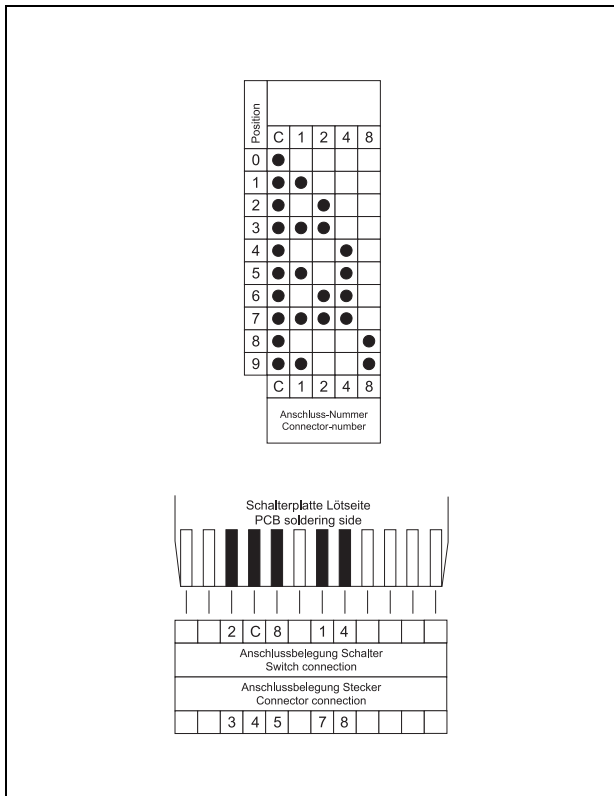 Position
C 1 2 4 8
0
1
2
3
4
5
6
7
8
9
C 1 2 4 8
Anschluss-Nummer
Connector-number
Schalterplatte Lötseite
PCB soldering side
2 C 8 1 4
Anschlussbelegung Schalter
Switch connection
Anschlussbelegung Stecker
Connector connection
3 4 5 7 8